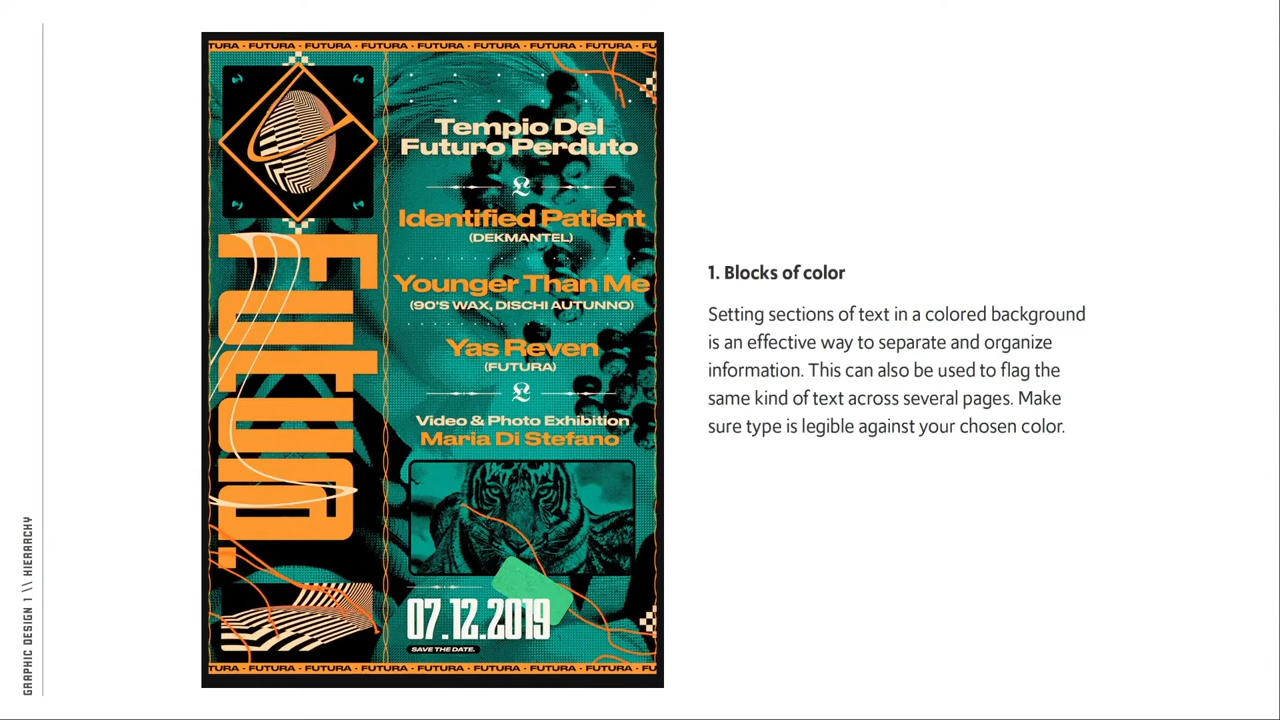 TURA - FUTURA - FUTURA - FUTURA - FUTURA - FUTURA - FUTURA - FUTURA - FU
Futura.
Tempio Del
Futuro Perduto
Identified Patient
(DEKMANTEL)
Younger Than Me
(90'S WAX, DISCHI AUTUNNO)
Yas Reven
(FUTURA)
Video & Photo Exhibition
Maria Di Stefano
07.12.2019
SAVE THE DATE.
TURA - FUTURA - FUTURA - FUTURA - FUTURA - FUTURA - FUTURA - FUTURA - FU
1. Blocks of color
Setting sections of text in a colored background
is an effective way to separate and organize
information. This can also be used to flag the
same kind of text across several pages. Make
sure type is legible against your chosen color.
GRAPHIC DESIGN 1 \\ HIERARCHY